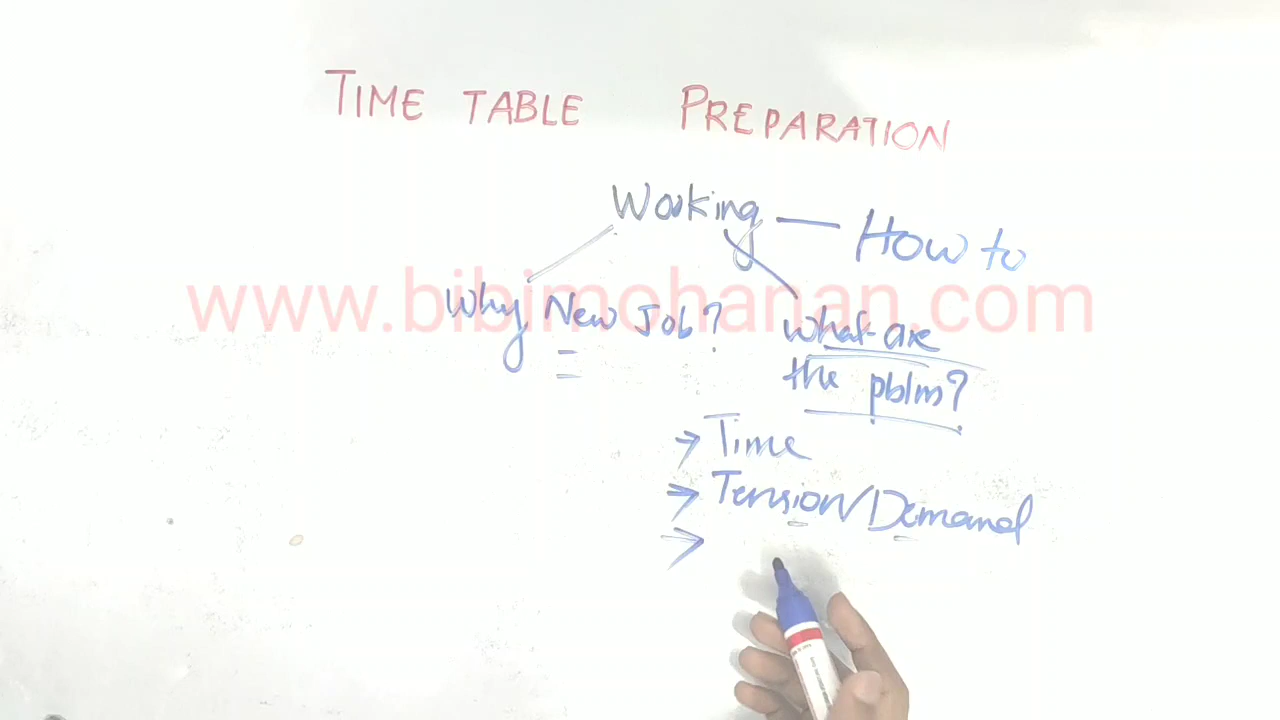 TIME TABLE PREPARATION
Working — How to
www.bibimohanan.com
Why New Job?
what are
the pblm?
→ Time
→ Tension/Demand
→